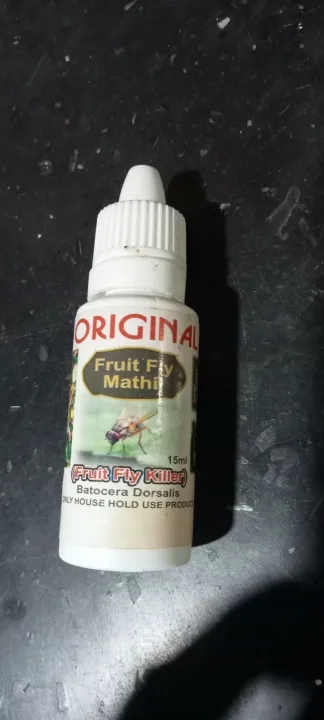 ORIGINAL
Fruit Fly
Mathi
15ml
(Fruit Fly Killer)
Batocera Dorsalis
ONLY HOUSE HOLD USE PRODUCT